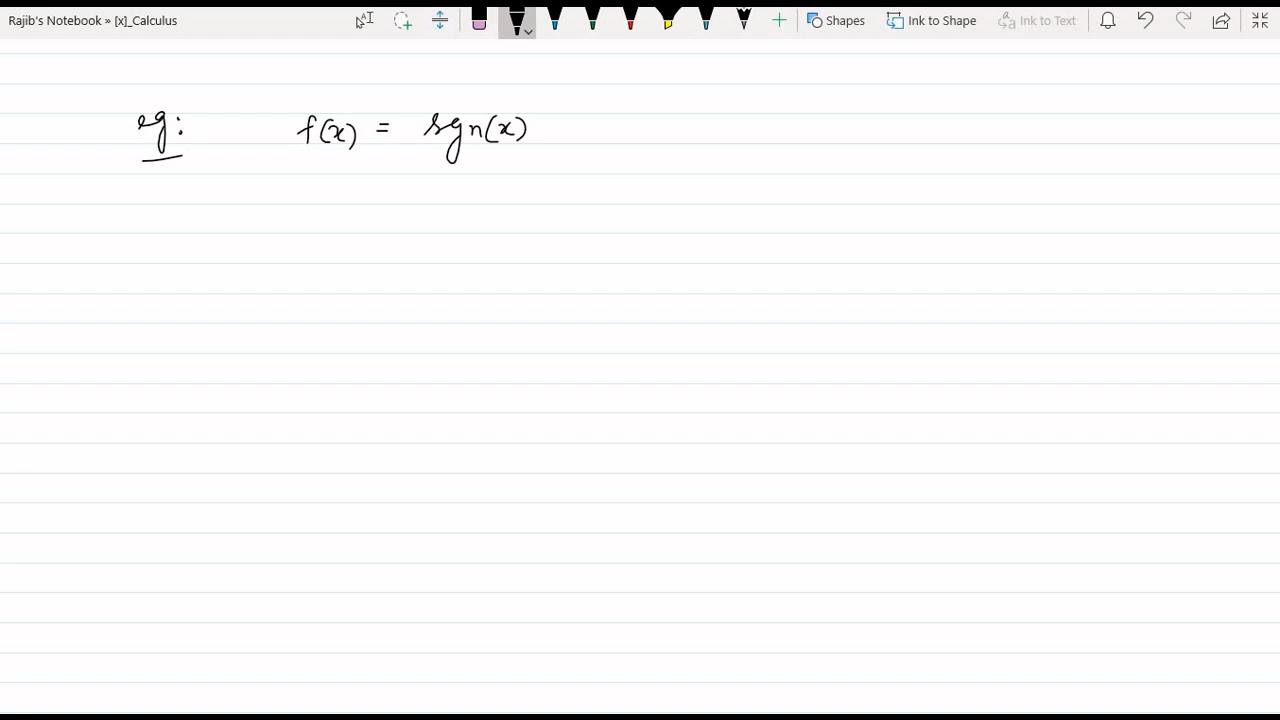 Rajib's Notebook » [x]_Calculus
Shapes
Ink to Shape
Ink to Text
eg: f(x) = sgn(x)